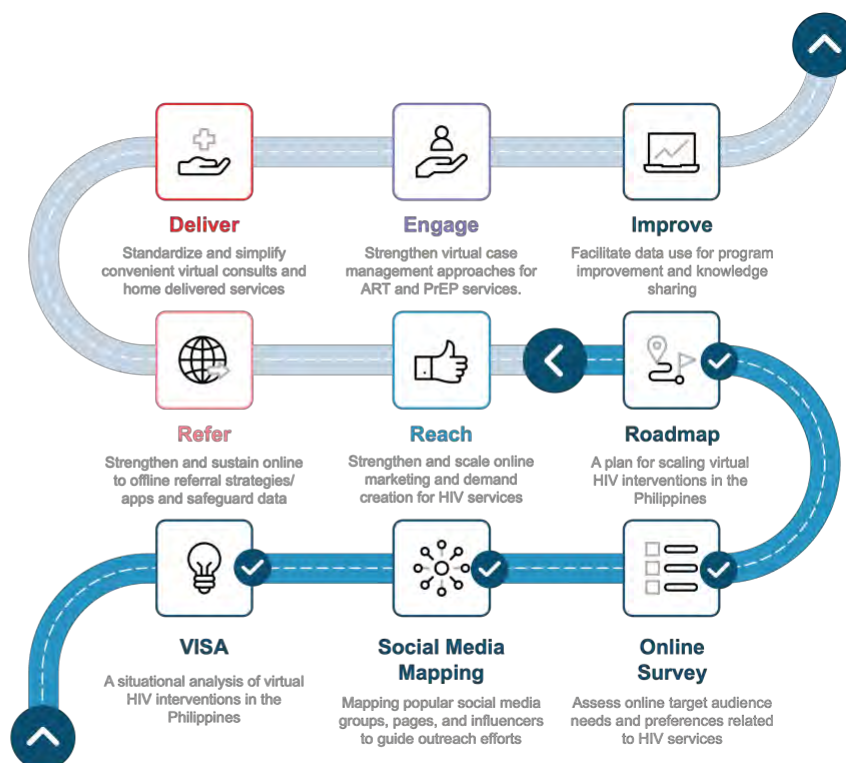 Deliver
Standardize and simplify
convenient virtual consults and
home delivered services
Engage
Strengthen virtual case
management approaches for
ART and PrEP services.
Improve
Facilitate data use for program
improvement and knowledge
sharing
Refer
Strengthen and sustain online
to offline referral strategies/
apps and safeguard data
Reach
Strengthen and scale online
marketing and demand
creation for HIV services
Roadmap
A plan for scaling virtual
HIV interventions in the
Philippines
VISA
A situational analysis of virtual
HIV interventions in the
Philippines
Social Media
Mapping
Mapping popular social media
groups, pages, and influencers
to guide outreach efforts
Online
Survey
Assess online target audience
needs and preferences related
to HIV services